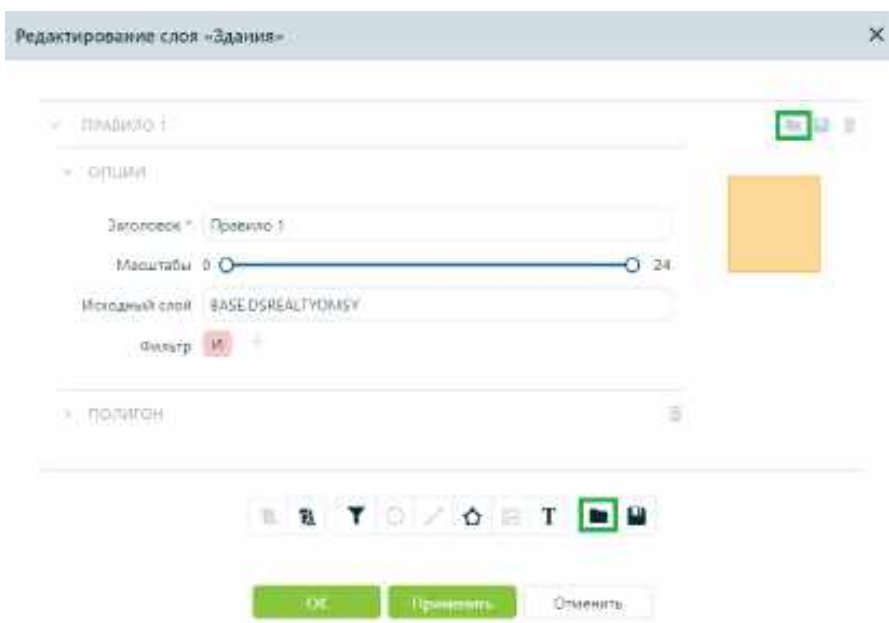 Редактирование слоя «Здания»
ПРАВИЛО 1
ОПЦИИ
Заголовок * Правило 1
Масштабы 0 24
Исходный слой BASE.DSREALTYOMSY
Фильтр И +
ПОЛИГОН
T
ОК Применить Отменить